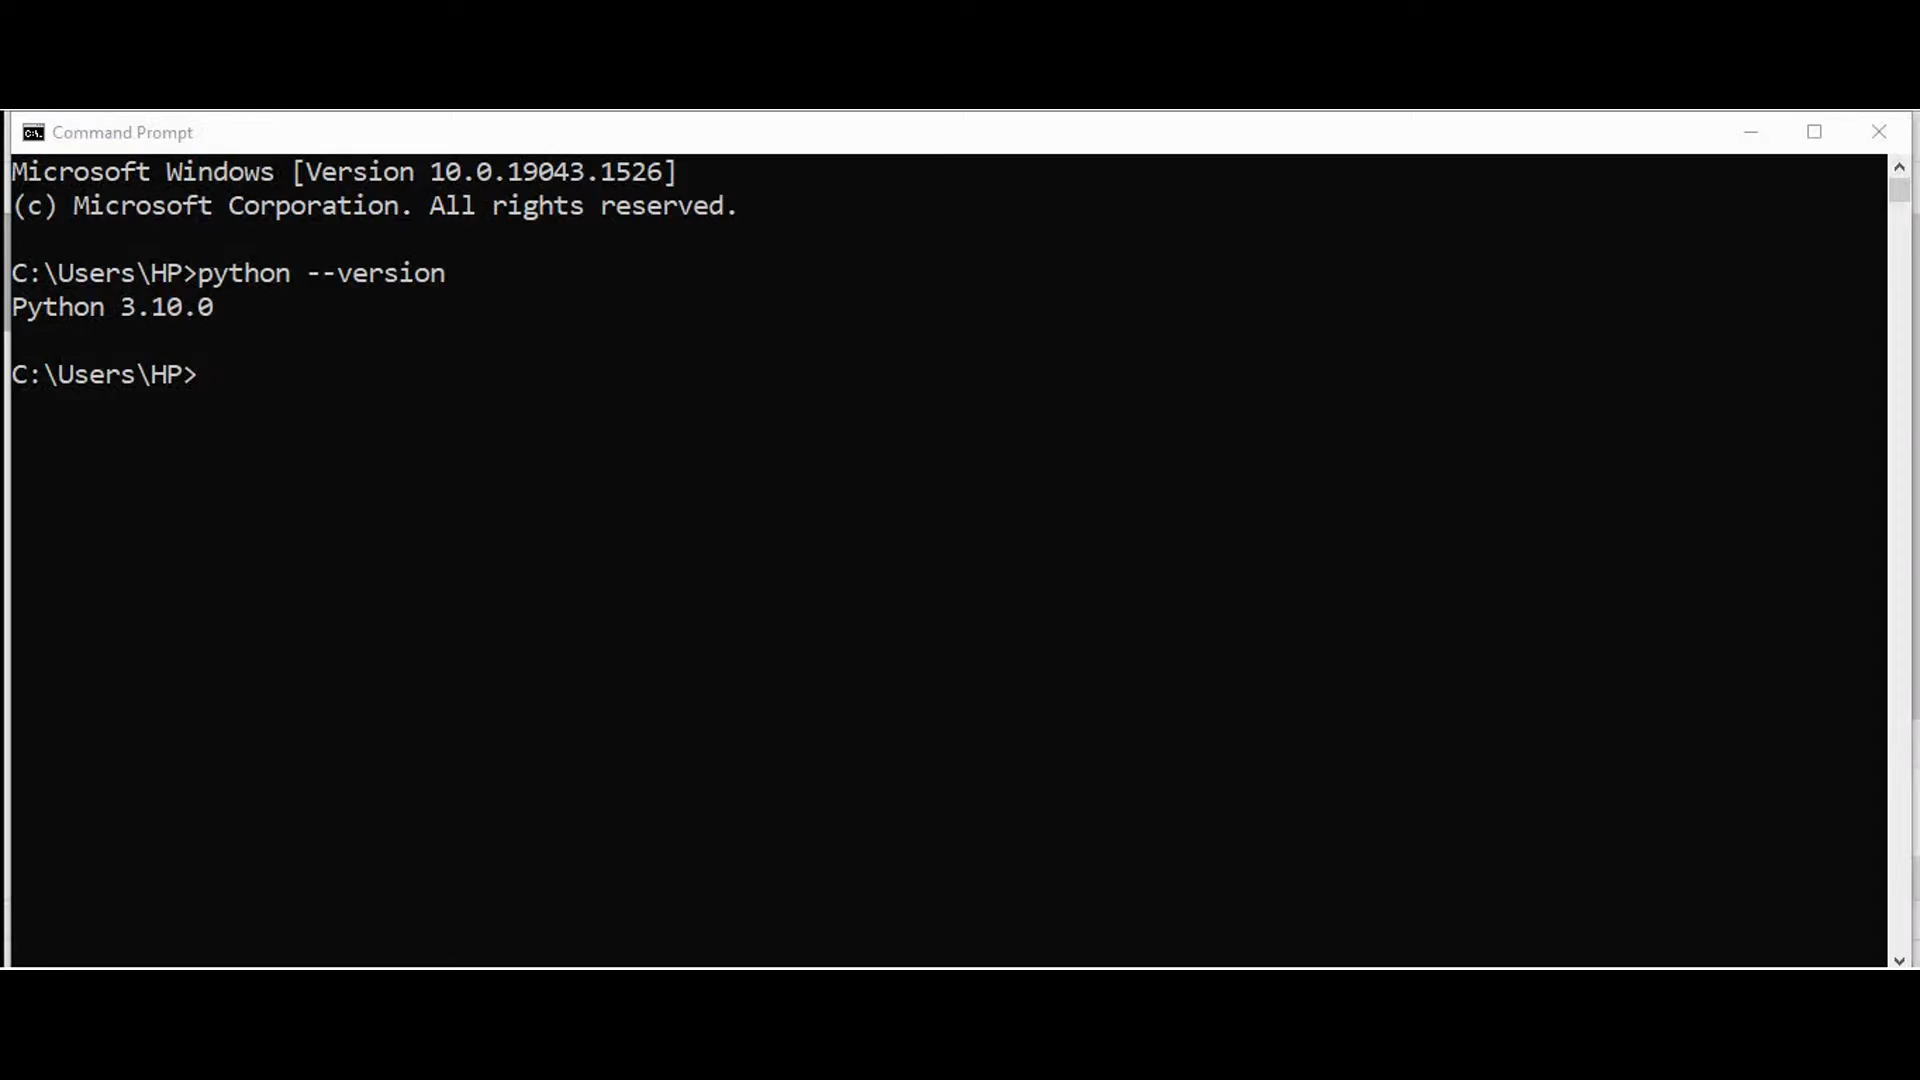 Command Prompt
Microsoft Windows [Version 10.0.19043.1526]
(c) Microsoft Corporation. All rights reserved.
C:\Users\HP>python --version
Python 3.10.0
C:\Users\HP>